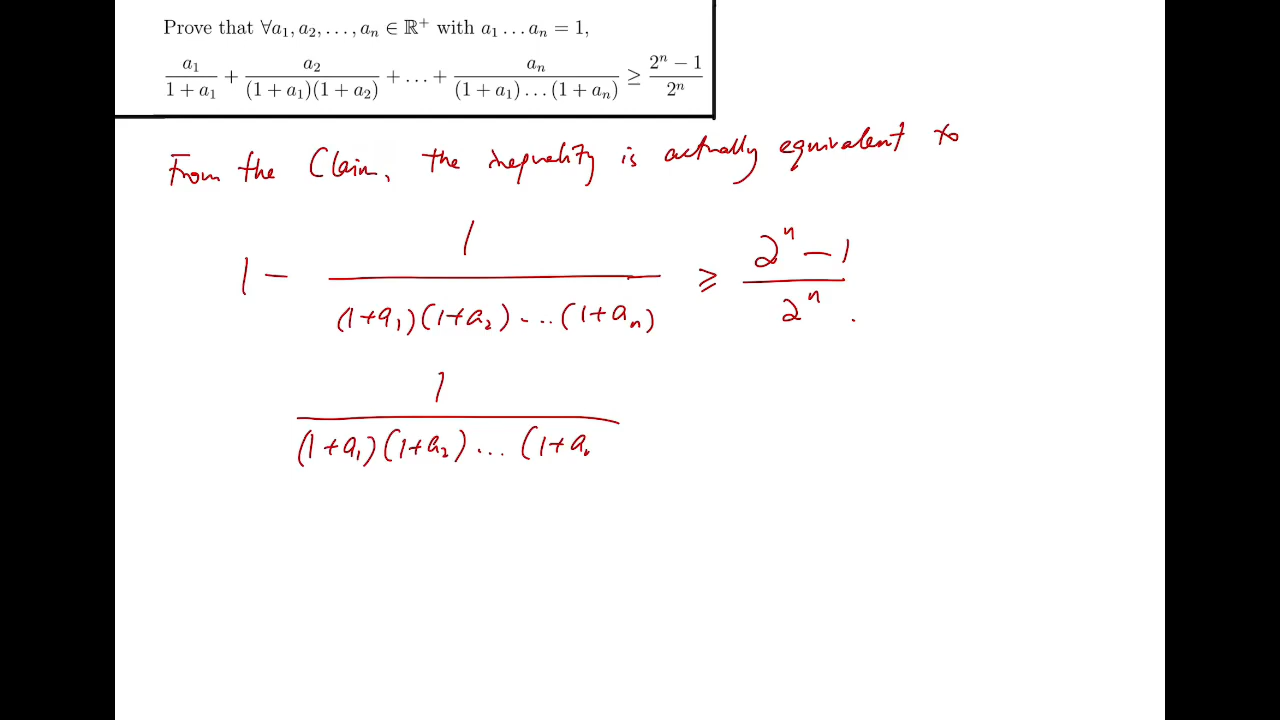 Prove that ∀a₁, a₂, …, aₙ ∈ ℝ⁺ with a₁ … aₙ = 1,
a₁/(1 + a₁) + a₂/((1 + a₁)(1 + a₂)) + … + aₙ/((1 + a₁) … (1 + aₙ)) ≥ (2ⁿ − 1)/2ⁿ
From the Claim, the inequality is actually equivalent to
1 − 1/((1+a₁)(1+a₂) … (1+aₙ)) ≥ (2ⁿ − 1)/2ⁿ.
1/((1+a₁)(1+a₂) … (1+a